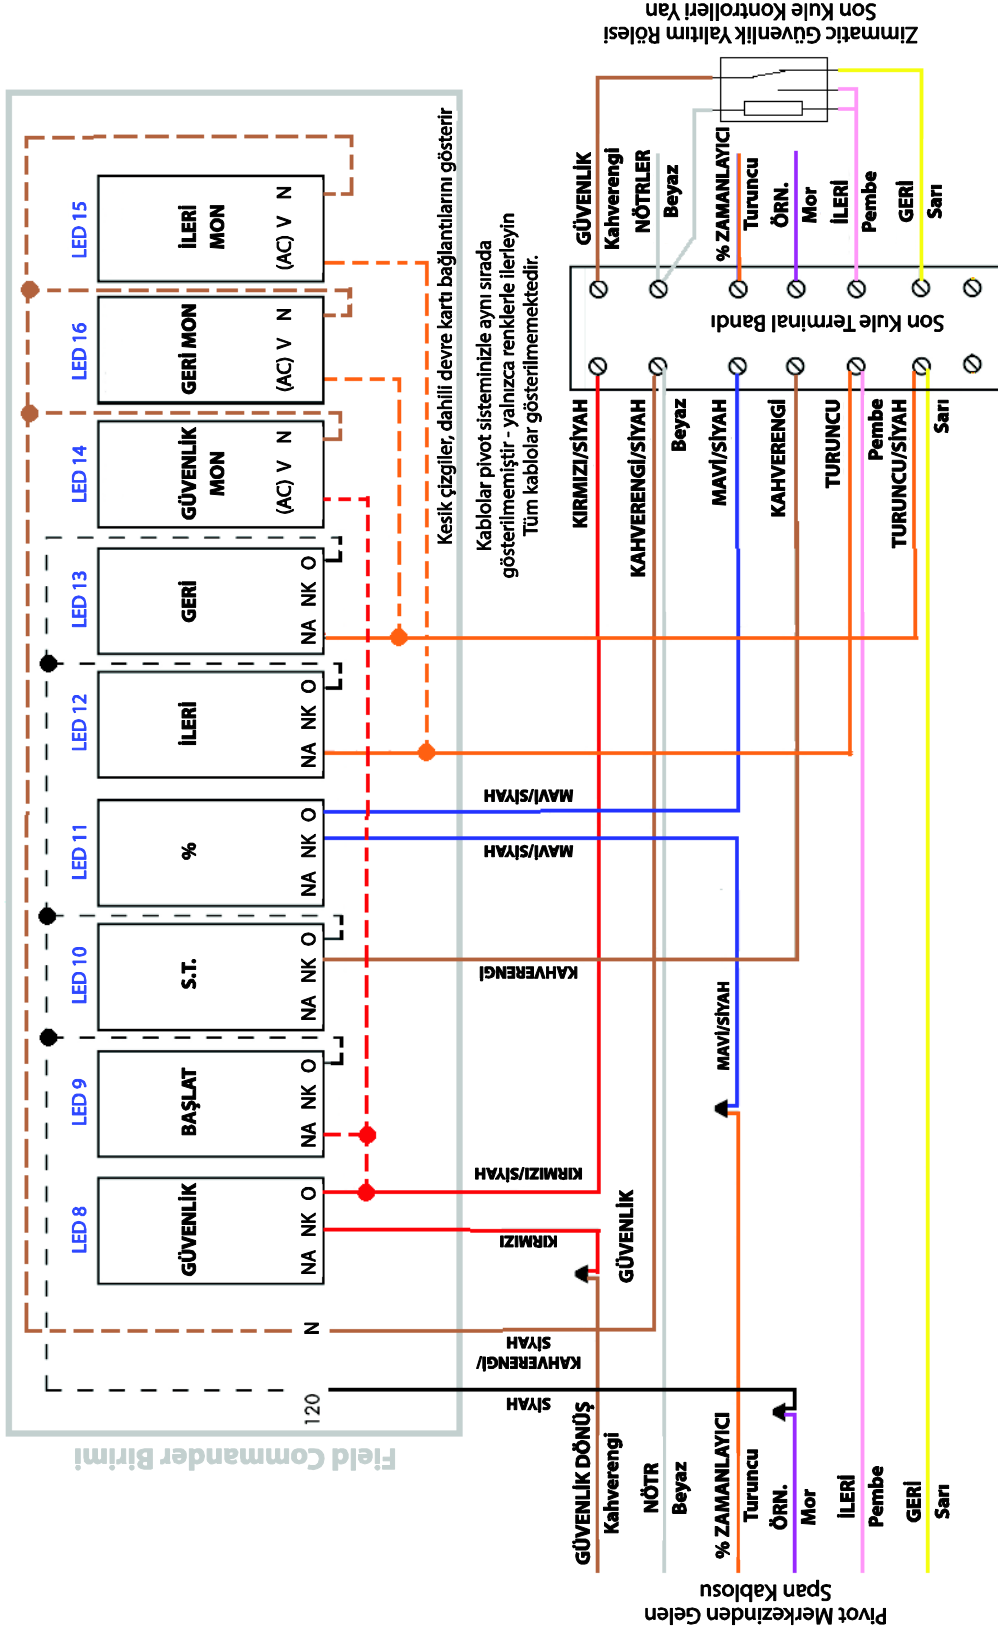 Field Commander Birimi
LED 8
GÜVENLİK
NA NK O
LED 9
BAŞLAT
NA NK O
LED 10
S.T.
NA NK O
LED 11
%
NA NK O
LED 12
İLERİ
NA NK O
LED 13
GERİ
NA NK O
LED 14
GÜVENLİK
MON
(AC) V N
LED 16
GERİ MON
(AC) V N
LED 15
İLERİ
MON
(AC) V N
120
N
Kesik çizgiler, dahili devre kartı bağlantılarını gösterir
Kablolar pivot sisteminizle aynı sırada
gösterilmemiştir - yalnızca renklerle ilerleyin
Tüm kablolar gösterilmemektedir.
SİYAH
KAHVERENGİ/
SİYAH
KIRMIZI
KIRMIZI/SİYAH
KAHVERENGİ
MAVİ/SİYAH
MAVİ/SİYAH
GÜVENLİK
MAVİ/SİYAH
Pivot Merkezinden Gelen
Span Kablosu
GÜVENLİK DÖNÜŞ
Kahverengi
NÖTR
Beyaz
% ZAMANLAYICI
Turuncu
ÖRN.
Mor
İLERİ
Pembe
GERİ
Sarı
KIRMIZI/SİYAH
KAHVERENGİ/SİYAH
Beyaz
MAVİ/SİYAH
KAHVERENGİ
TURUNCU
Pembe
TURUNCU/SİYAH
Sarı
Son Kule Terminal Bandı
GÜVENLİK
Kahverengi
NÖTRLER
Beyaz
% ZAMANLAYICI
Turuncu
ÖRN.
Mor
İLERİ
Pembe
GERİ
Sarı
Zimmatic Güvenlik Yalıtım Rölesi
Son Kule Kontrolleri Yan